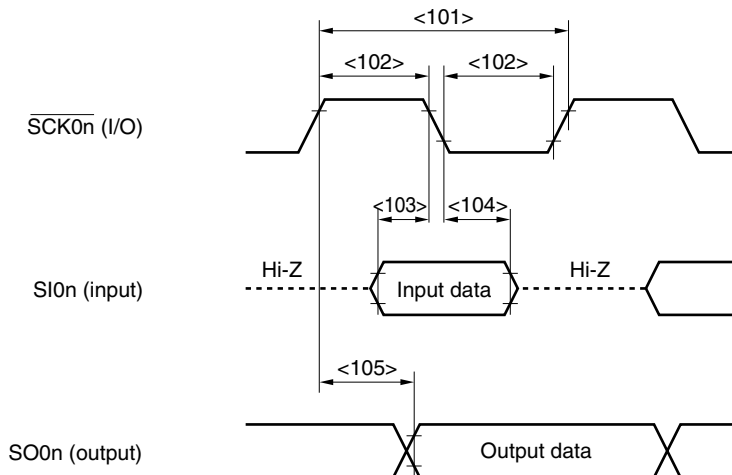 <101>
<102> <102>
SCK0n (I/O)
<103> <104>
Hi-Z Hi-Z
SI0n (input) Input data
<105>
SO0n (output) Output data